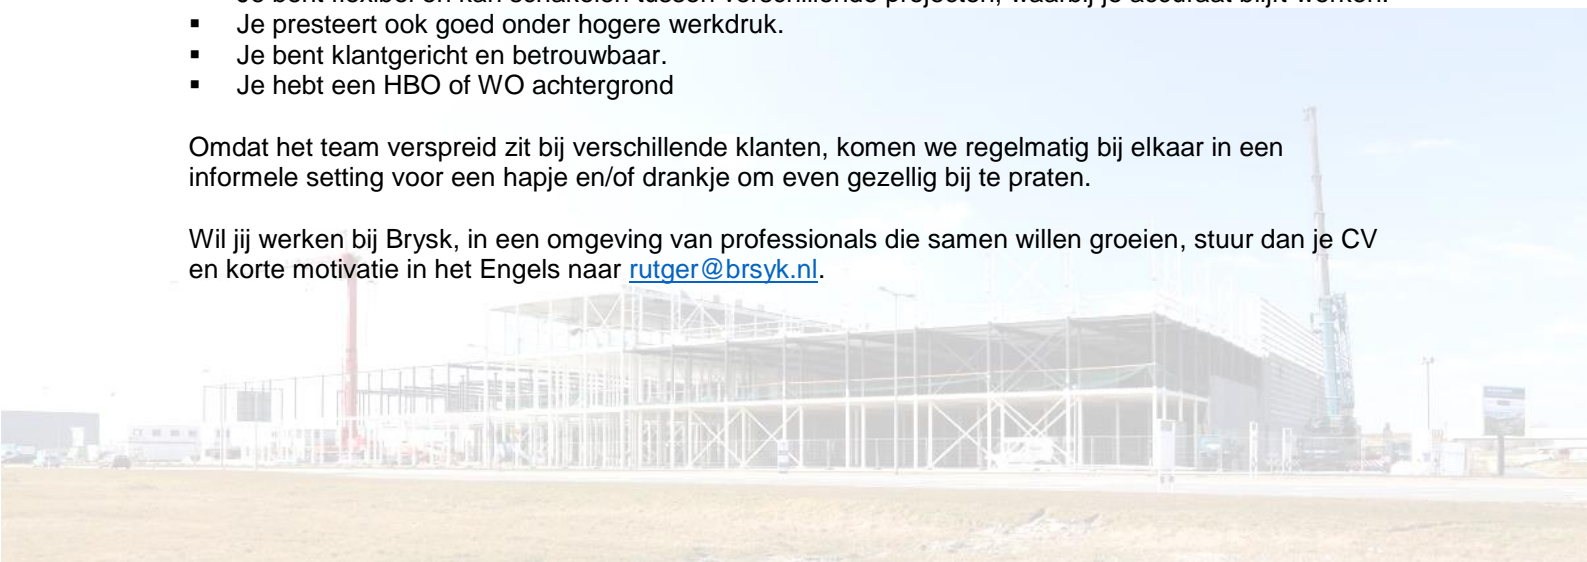 ▪ Je presteert ook goed onder hogere werkdruk.
▪ Je bent klantgericht en betrouwbaar.
▪ Je hebt een HBO of WO achtergrond
Omdat het team verspreid zit bij verschillende klanten, komen we regelmatig bij elkaar in een
informele setting voor een hapje en/of drankje om even gezellig bij te praten.
Wil jij werken bij Brysk, in een omgeving van professionals die samen willen groeien, stuur dan je CV
en korte motivatie in het Engels naar rutger@brsyk.nl.